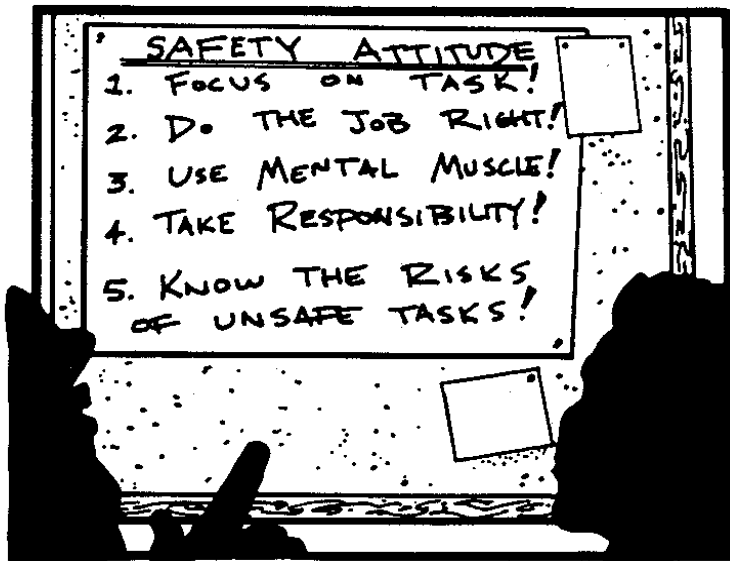 SAFETY ATTITUDE
1. FOCUS ON TASK!
2. DO THE JOB RIGHT!
3. USE MENTAL MUSCLE!
4. TAKE RESPONSIBILITY!
5. KNOW THE RISKS
OF UNSAFE TASKS!